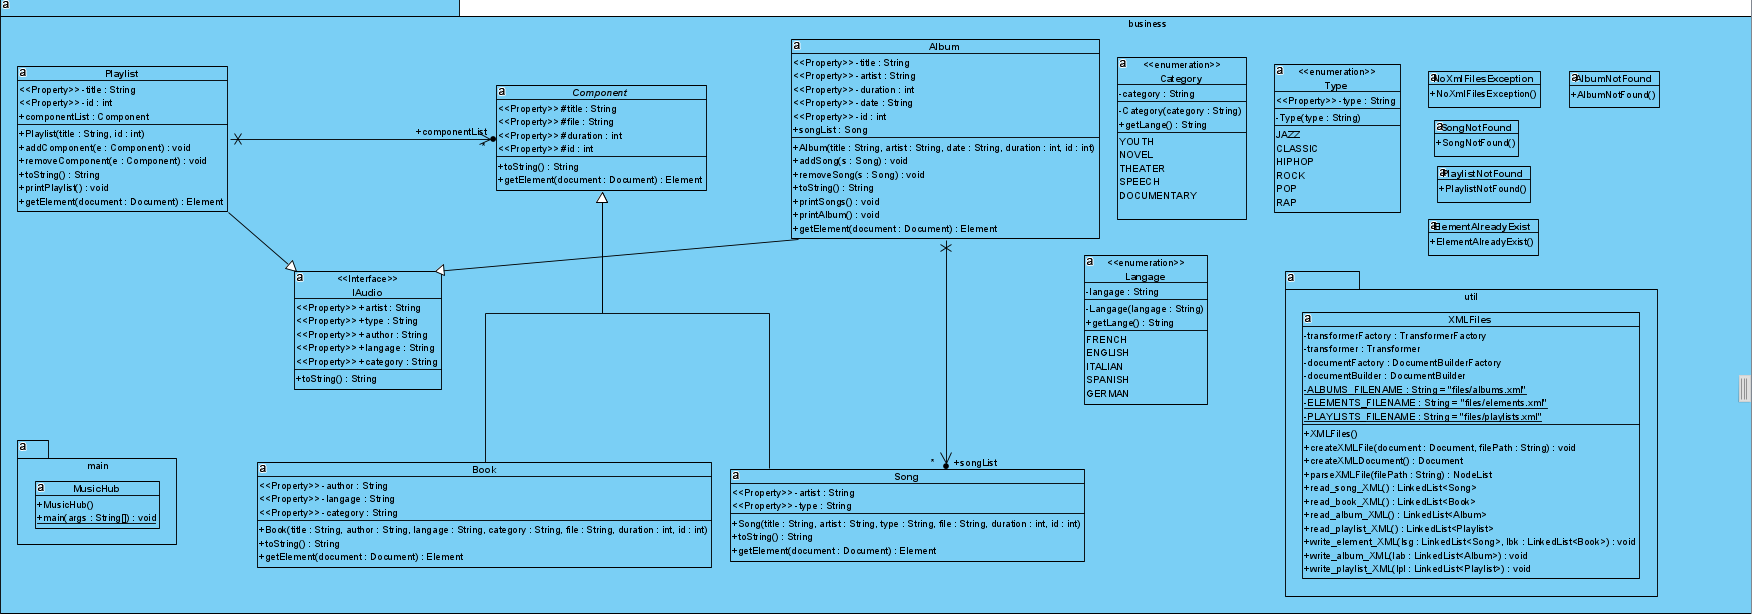 a
business
a
Playlist
<<Property>> -title : String
<<Property>> -id : int
+componentList : Component
+Playlist(title : String, id : int)
+addComponent(e : Component) : void
+removeComponent(e : Component) : void
+toString() : String
+printPlaylist() : void
+getElement(document : Document) : Element
+componentList
*
a
Component
<<Property>> #title : String
<<Property>> #file : String
<<Property>> #duration : int
<<Property>> #id : int
+toString() : String
+getElement(document : Document) : Element
a
Album
<<Property>> -title : String
<<Property>> -artist : String
<<Property>> -duration : int
<<Property>> -date : String
<<Property>> -id : int
+songList : Song
+Album(title : String, artist : String, date : String, duration : int, id : int)
+addSong(s : Song) : void
+removeSong(s : Song) : void
+toString() : String
+printSongs() : void
+printAlbum() : void
+getElement(document : Document) : Element
a
<<enumeration>>
Category
-category : String
-Category(category : String)
+getLange() : String
YOUTH
NOVEL
THEATER
SPEECH
DOCUMENTARY
a
<<enumeration>>
Type
<<Property>> -type : String
-Type(type : String)
JAZZ
CLASSIC
HIPHOP
ROCK
POP
RAP
a
NoXmlFilesException
+NoXmlFilesException()
a
AlbumNotFound
+AlbumNotFound()
a
SongNotFound
+SongNotFound()
a
PlaylistNotFound
+PlaylistNotFound()
a
ElementAlreadyExist
+ElementAlreadyExist()
a
<<Interface>>
IAudio
<<Property>> +artist : String
<<Property>> +type : String
<<Property>> +author : String
<<Property>> +langage : String
<<Property>> +category : String
+toString() : String
a
<<enumeration>>
Langage
-langage : String
-Langage(langage : String)
+getLange() : String
FRENCH
ENGLISH
ITALIAN
SPANISH
GERMAN
a
util
a
XMLFiles
-transformerFactory : TransformerFactory
-transformer : Transformer
-documentFactory : DocumentBuilderFactory
-documentBuilder : DocumentBuilder
-ALBUMS_FILENAME : String = "files/albums.xml"
-ELEMENTS_FILENAME : String = "files/elements.xml"
-PLAYLISTS_FILENAME : String = "files/playlists.xml"
+XMLFiles()
+createXMLFile(document : Document, filePath : String) : void
+createXMLDocument() : Document
+parseXMLFile(filePath : String) : NodeList
+read_song_XML() : LinkedList<Song>
+read_book_XML() : LinkedList<Book>
+read_album_XML() : LinkedList<Album>
+read_playlist_XML() : LinkedList<Playlist>
+write_element_XML(lsg : LinkedList<Song>, lbk : LinkedList<Book>) : void
+write_album_XML(lab : LinkedList<Album>) : void
+write_playlist_XML(lpl : LinkedList<Playlist>) : void
a
main
a
MusicHub
+MusicHub()
+main(args : String[]) : void
a
Book
<<Property>> -author : String
<<Property>> -langage : String
<<Property>> -category : String
+Book(title : String, author : String, langage : String, category : String, file : String, duration : int, id : int)
+toString() : String
+getElement(document : Document) : Element
*
+songList
a
Song
<<Property>> -artist : String
<<Property>> -type : String
+Song(title : String, artist : String, type : String, file : String, duration : int, id : int)
+toString() : String
+getElement(document : Document) : Element